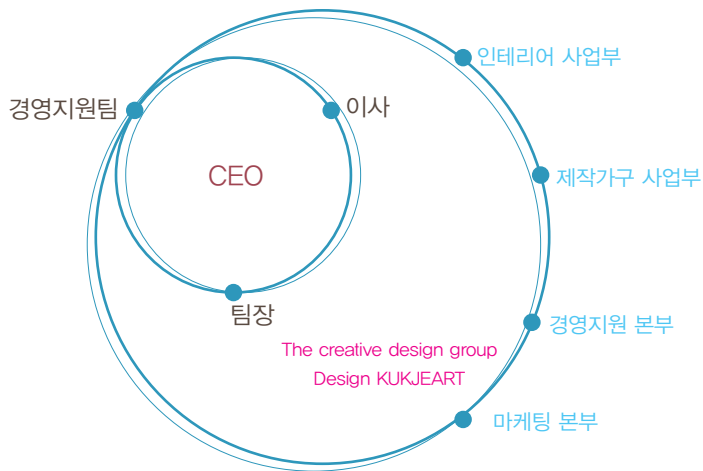 인테리어 사업부
경영지원팀
이사
CEO
제작가구 사업부
팀장
경영지원 본부
The creative design group
Design KUKJEART
마케팅 본부